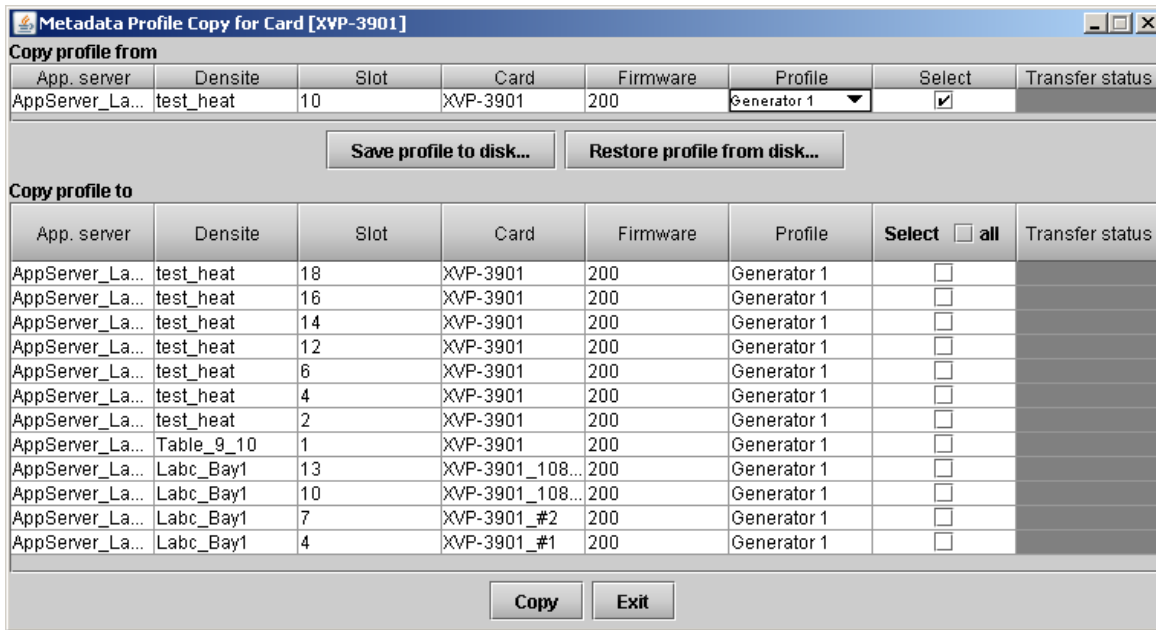 Metadata Profile Copy for Card [XVP-3901]
Copy profile from
App. server Densite Slot Card Firmware Profile Select Transfer status
AppServer_La... test_heat 10 XVP-3901 200 Generator 1
Save profile to disk... Restore profile from disk...
Copy profile to
App. server Densite Slot Card Firmware Profile Select all Transfer status
AppServer_La... test_heat 18 XVP-3901 200 Generator 1
AppServer_La... test_heat 16 XVP-3901 200 Generator 1
AppServer_La... test_heat 14 XVP-3901 200 Generator 1
AppServer_La... test_heat 12 XVP-3901 200 Generator 1
AppServer_La... test_heat 6 XVP-3901 200 Generator 1
AppServer_La... test_heat 4 XVP-3901 200 Generator 1
AppServer_La... test_heat 2 XVP-3901 200 Generator 1
AppServer_La... Table_9_10 1 XVP-3901 200 Generator 1
AppServer_La... Labc_Bay1 13 XVP-3901_108... 200 Generator 1
AppServer_La... Labc_Bay1 10 XVP-3901_108... 200 Generator 1
AppServer_La... Labc_Bay1 7 XVP-3901_#2 200 Generator 1
AppServer_La... Labc_Bay1 4 XVP-3901_#1 200 Generator 1
Copy Exit